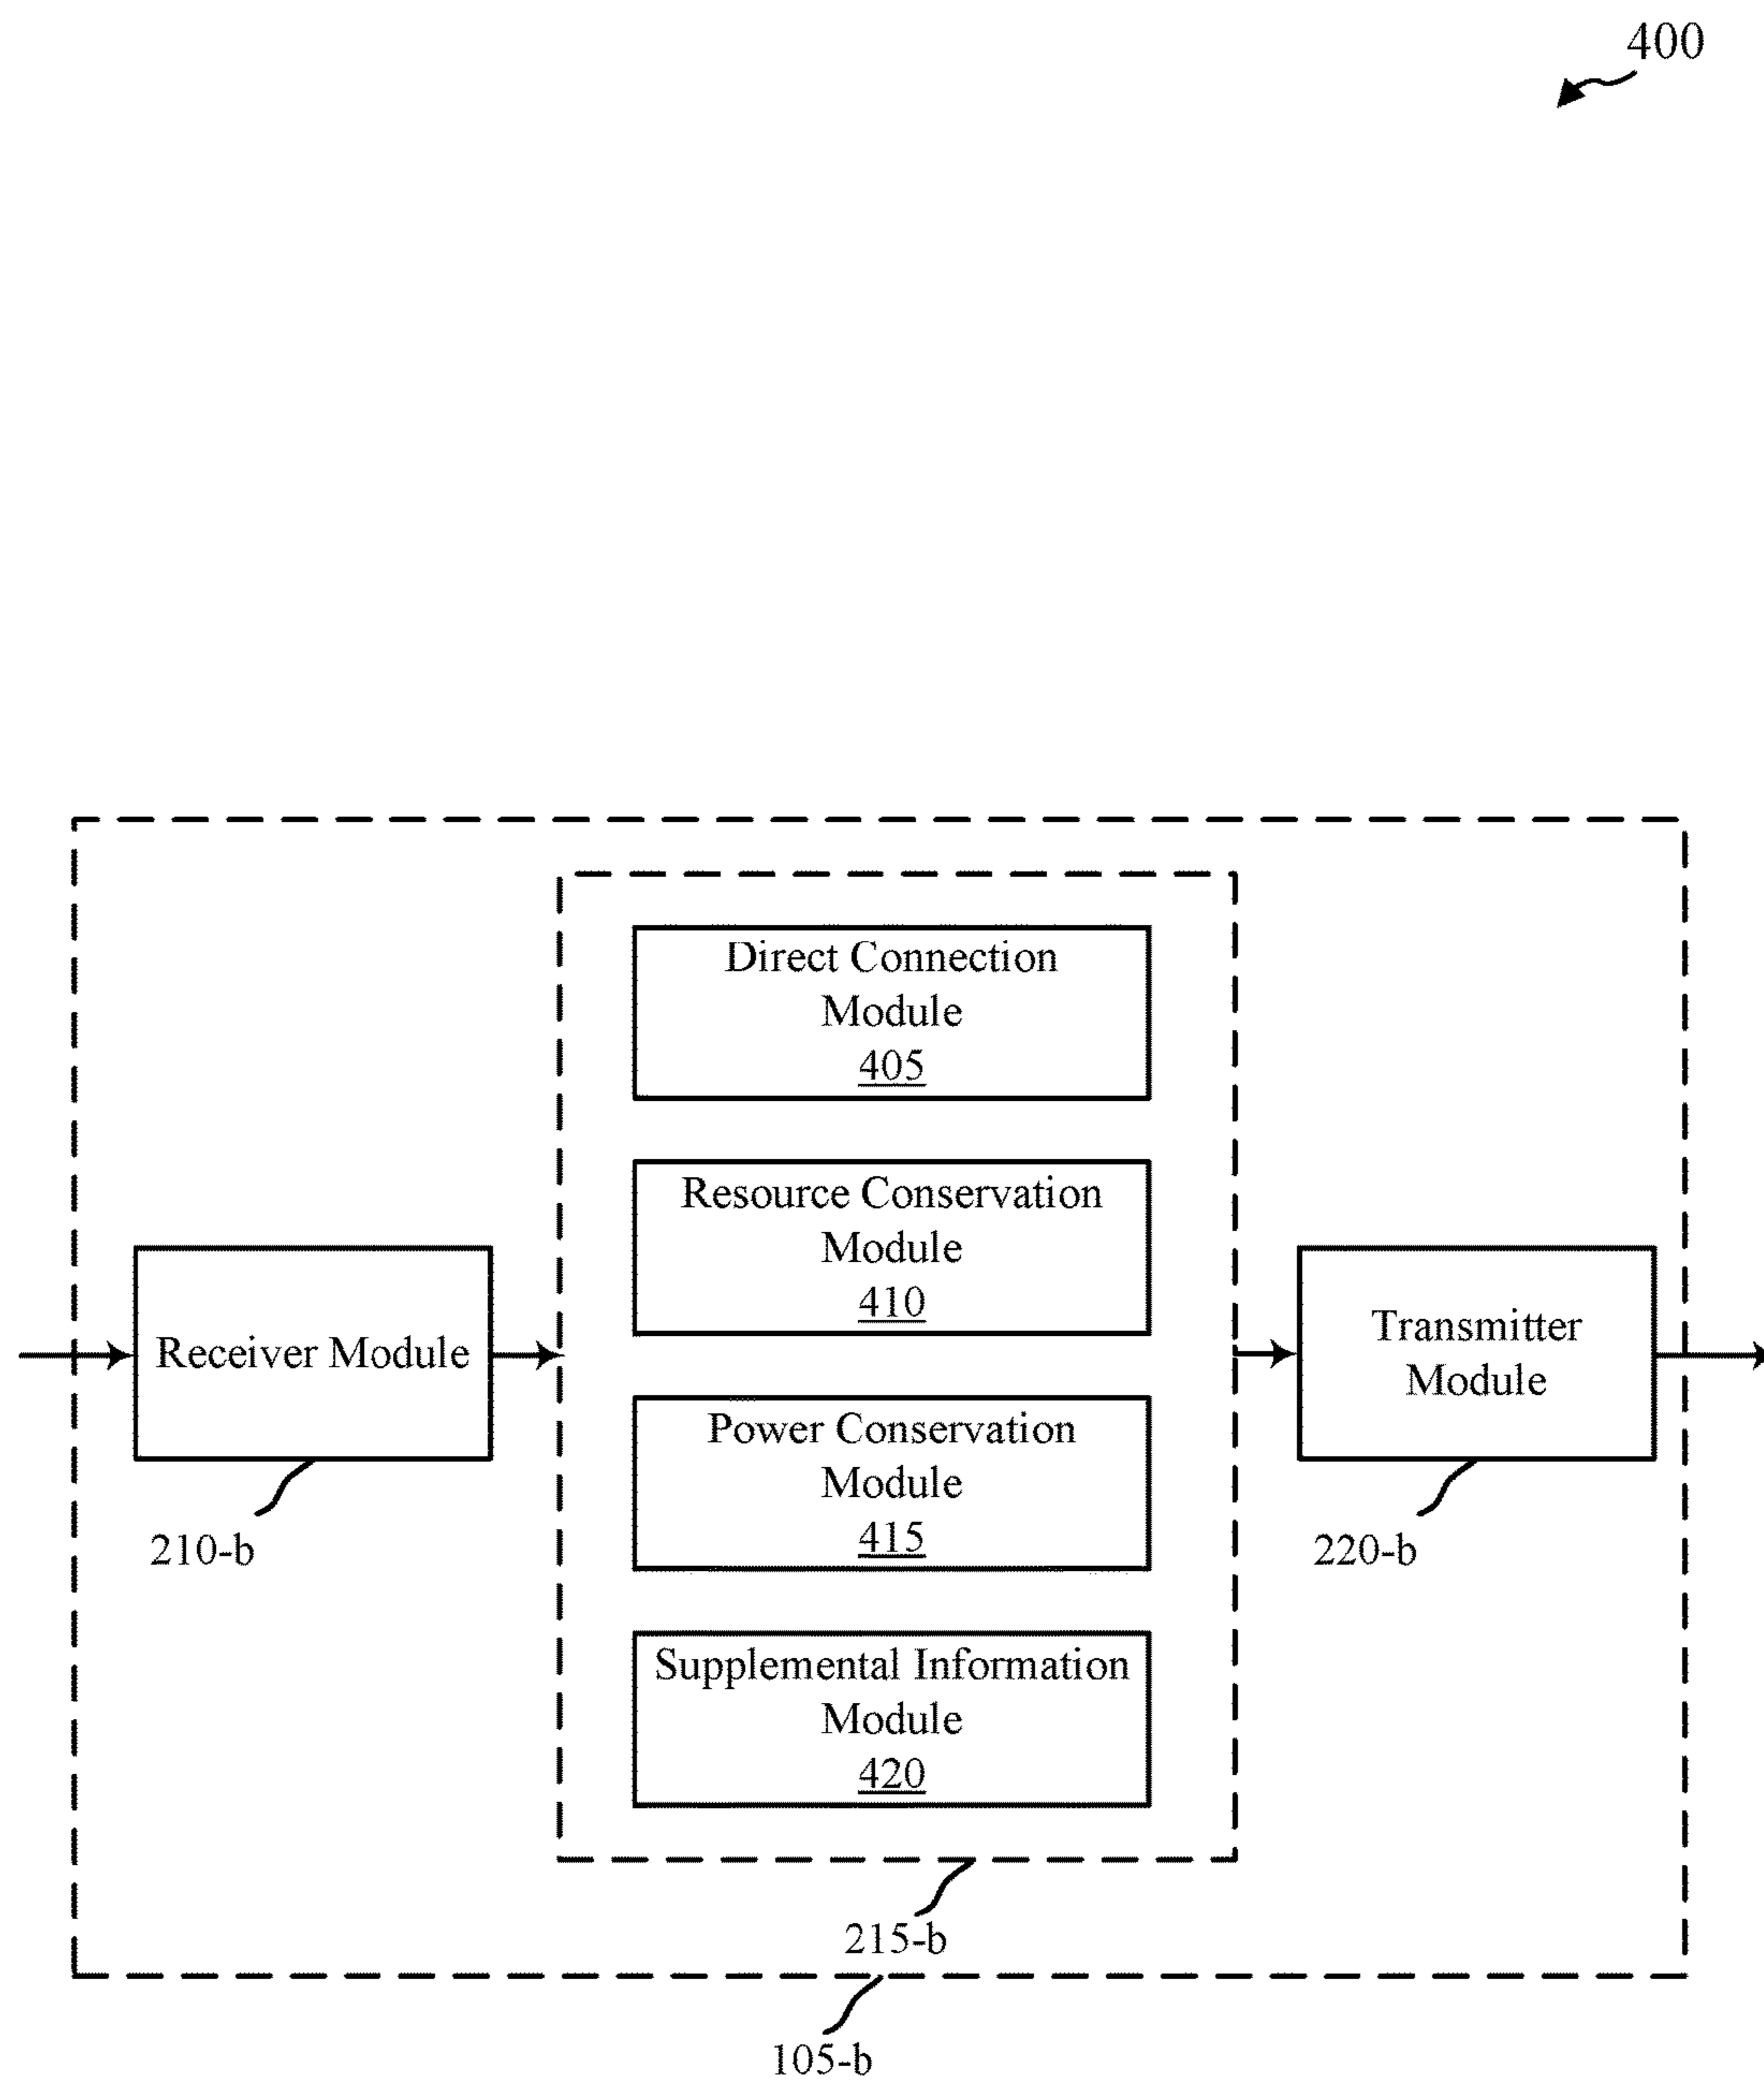 400
Direct Connection
Module
405
Resource Conservation
Module
410
Receiver Module
Transmitter
Module
Power Conservation
Module
415
210-b
220-b
Supplemental Information
Module
420
215-b
105-b